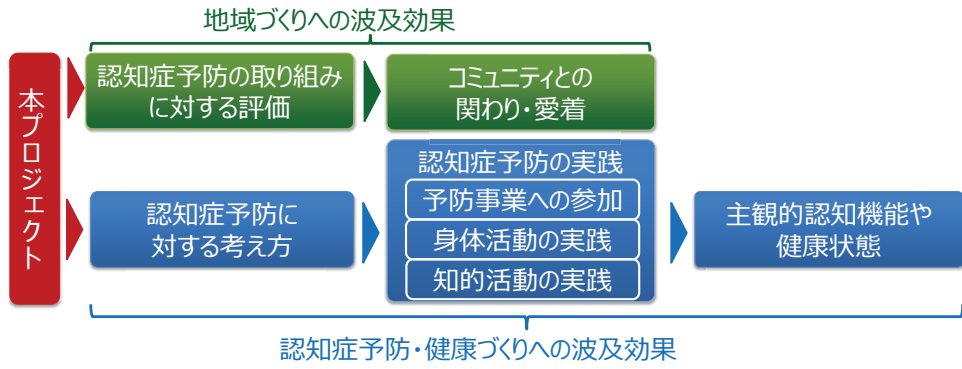 地域づくりへの波及効果
本プロジェクト
認知症予防の取り組み
に対する評価
コミュニティとの
関わり・愛着
認知症予防に
対する考え方
認知症予防の実践
予防事業への参加
身体活動の実践
知的活動の実践
主観的認知機能や
健康状態
認知症予防・健康づくりへの波及効果